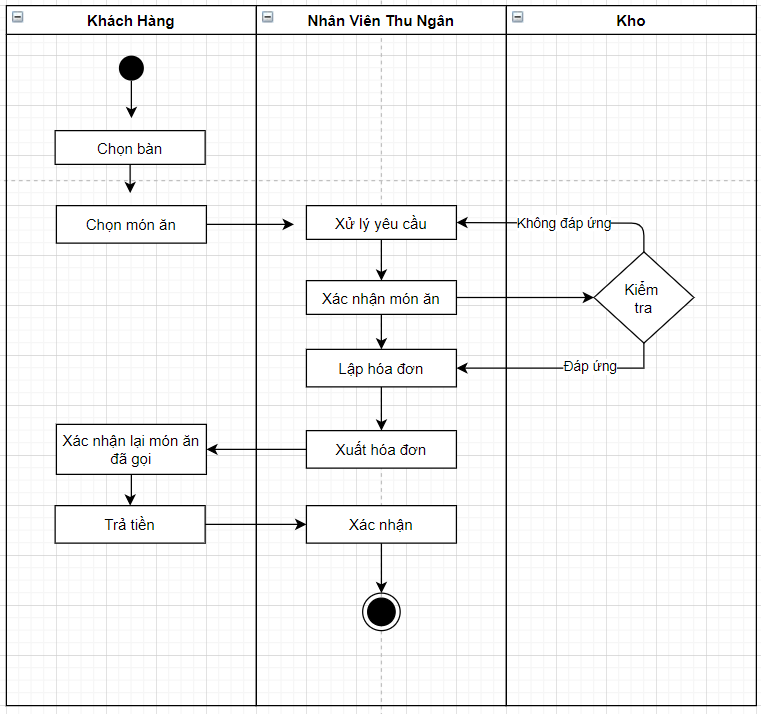 Khách Hàng
Nhân Viên Thu Ngân
Kho
Chọn bàn
Chọn món ăn
Xử lý yêu cầu
Không đáp ứng
Xác nhận món ăn
Kiểm
tra
Lập hóa đơn
Đáp ứng
Xác nhận lại món ăn
đã gọi
Xuất hóa đơn
Trả tiền
Xác nhận